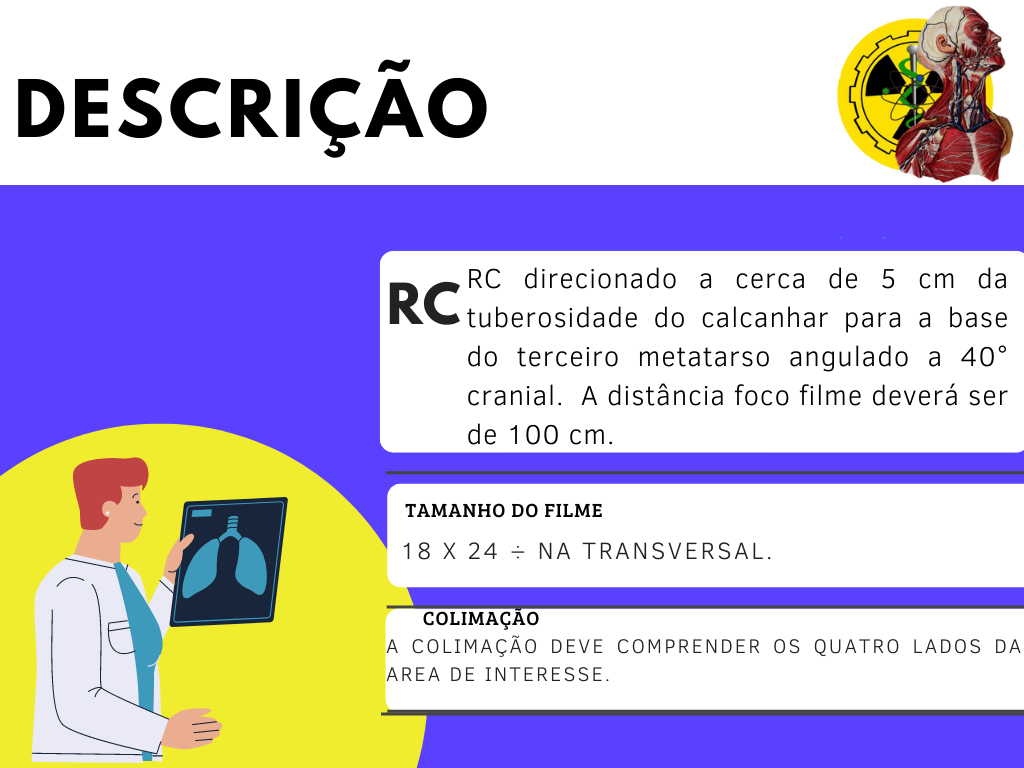 DESCRIÇÃO
RC
RC direcionado a cerca de 5 cm da
tuberosidade do calcanhar para a base
do terceiro metatarso angulado a 40°
cranial. A distância foco filme deverá ser
de 100 cm.
TAMANHO DO FILME
18 X 24 ÷ NA TRANSVERSAL.
COLIMAÇÃO
A COLIMAÇÃO DEVE COMPRENDER OS QUATRO LADOS DA
AREA DE INTERESSE.